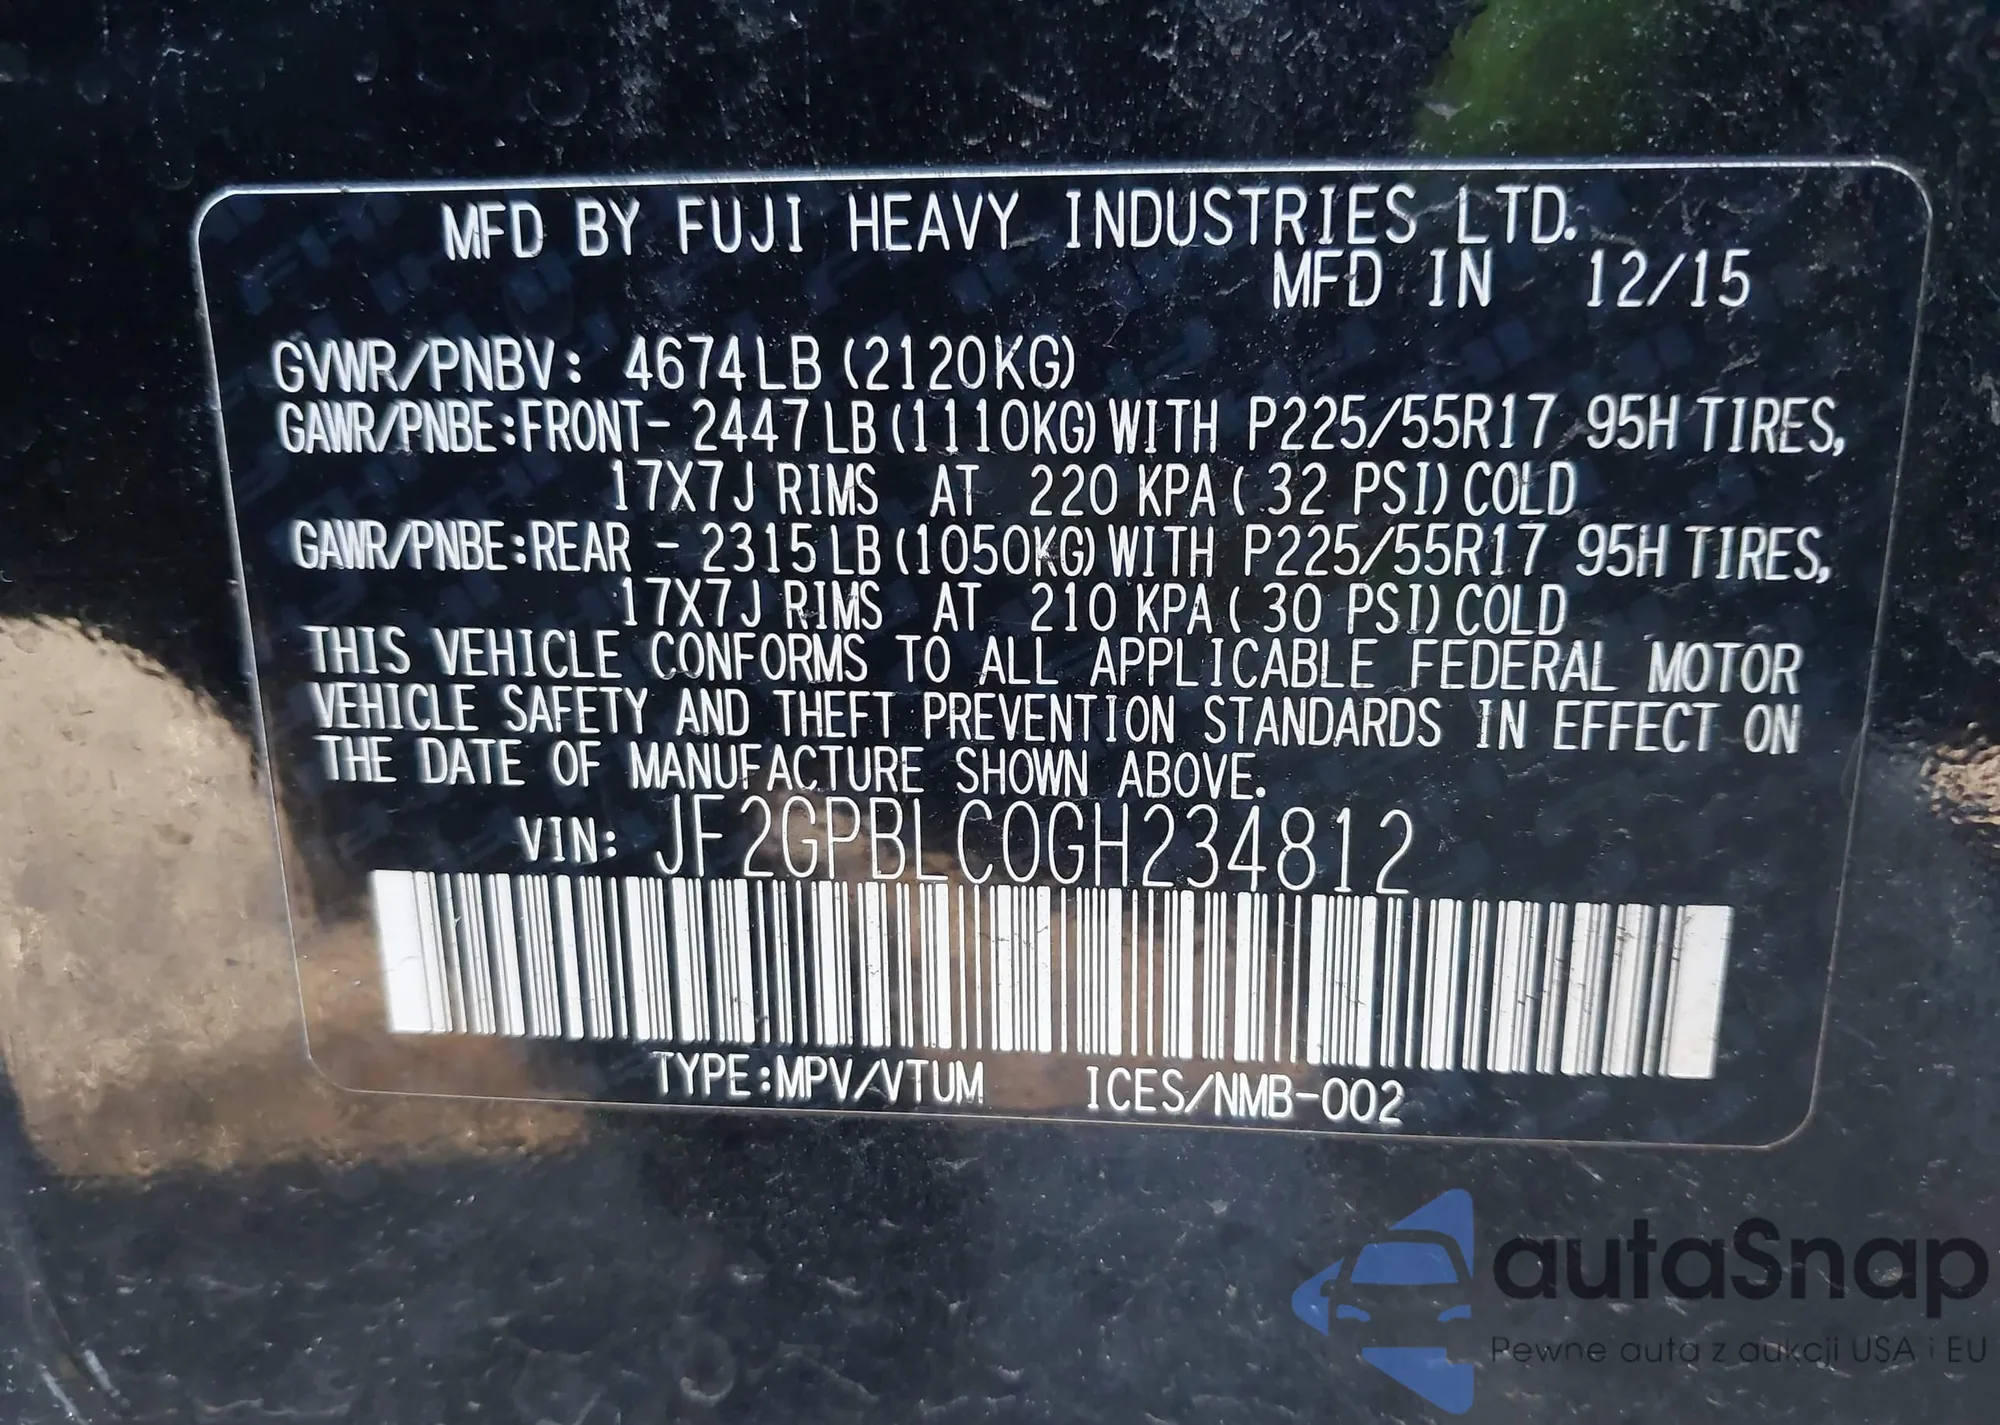 MFD BY FUJI HEAVY INDUSTRIES LTD.
MFD IN 12/15
GVWR/PNBV: 4674LB (2120KG)
GAWR/PNBE:FRONT- 2447LB (1110KG) WITH P225/55R17 95H TIRES,
17X7J RIMS AT 220 KPA ( 32 PSI) COLD
GAWR/PNBE:REAR - 2315LB (1050KG) WITH P225/55R17 95H TIRES,
17X7J RIMS AT 210 KPA ( 30 PSI) COLD
THIS VEHICLE CONFORMS TO ALL APPLICABLE FEDERAL MOTOR
VEHICLE SAFETY AND THEFT PREVENTION STANDARDS IN EFFECT ON
THE DATE OF MANUFACTURE SHOWN ABOVE.
VIN: JF2GPBLC0GH234812
TYPE:MPV/VTUM ICES/NMB-002
autaSnap
Pewne auta z aukcji USA i EU